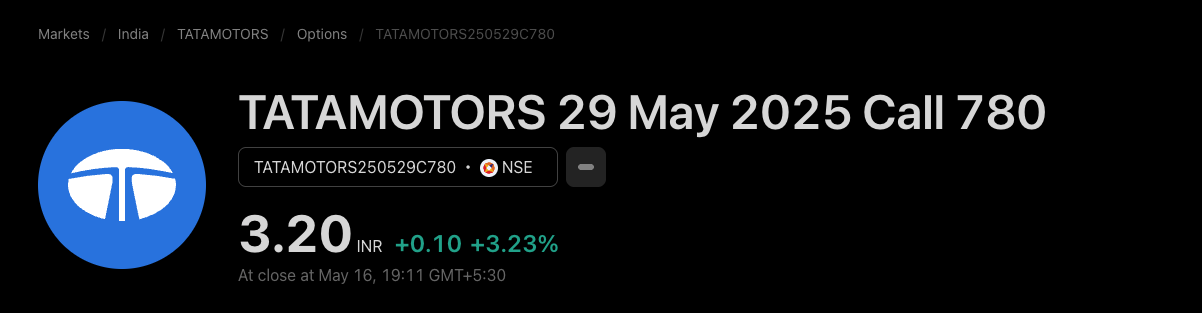 Markets / India / TATAMOTORS / Options / TATAMOTORS250529C780
TATAMOTORS 29 May 2025 Call 780
TATAMOTORS250529C780 • NSE
3.20 INR +0.10 +3.23%
At close at May 16, 19:11 GMT+5:30